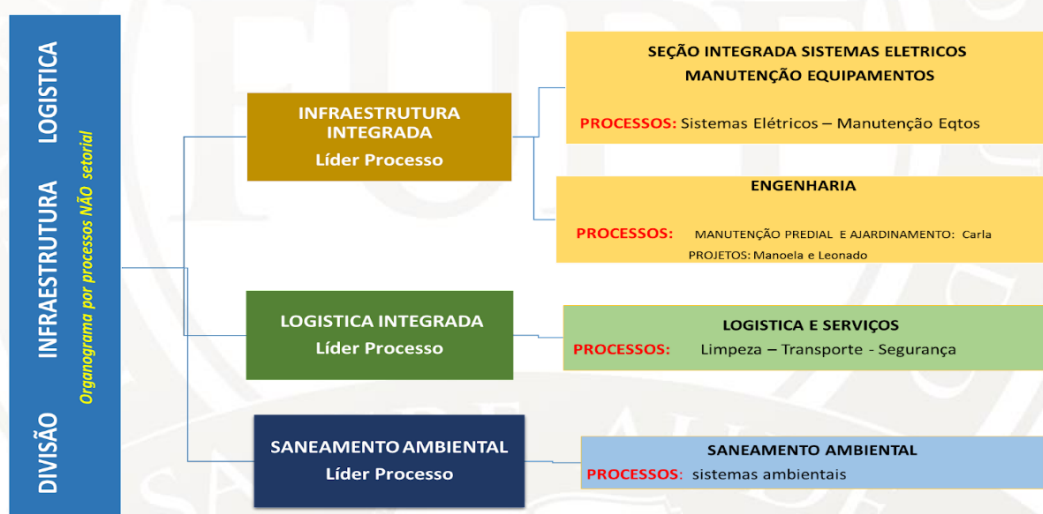 DIVISÃO INFRAESTRUTURA LOGISTICA
Organograma por processos NÃO setorial
INFRAESTRUTURA
INTEGRADA
Líder Processo
SEÇÃO INTEGRADA SISTEMAS ELETRICOS
MANUTENÇÃO EQUIPAMENTOS
PROCESSOS: Sistemas Elétricos – Manutenção Eqtos
ENGENHARIA
PROCESSOS: MANUTENÇÃO PREDIAL E AJARDINAMENTO: Carla
PROJETOS: Manoela e Leonado
LOGISTICA INTEGRADA
Líder Processo
LOGISTICA E SERVIÇOS
PROCESSOS: Limpeza – Transporte - Segurança
SANEAMENTO AMBIENTAL
Líder Processo
SANEAMENTO AMBIENTAL
PROCESSOS: sistemas ambientais